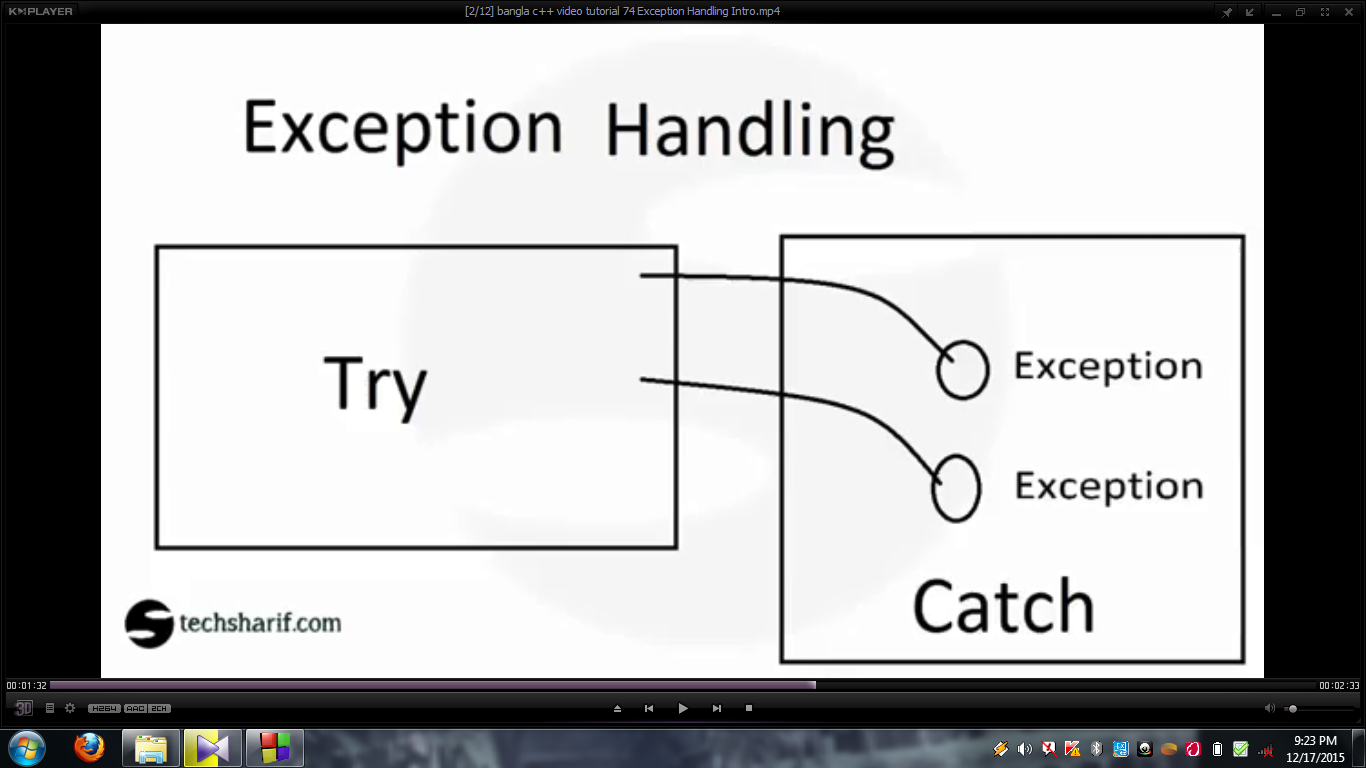 K▶PLAYER
[2/12] bangla c++ video tutorial 74 Exception Handling Intro.mp4
Exception Handling
Try
Exception
Exception
Catch
techsharif.com
00:01:32
00:02:33
3D
H264
AAC
2CH
9:23 PM
12/17/2015